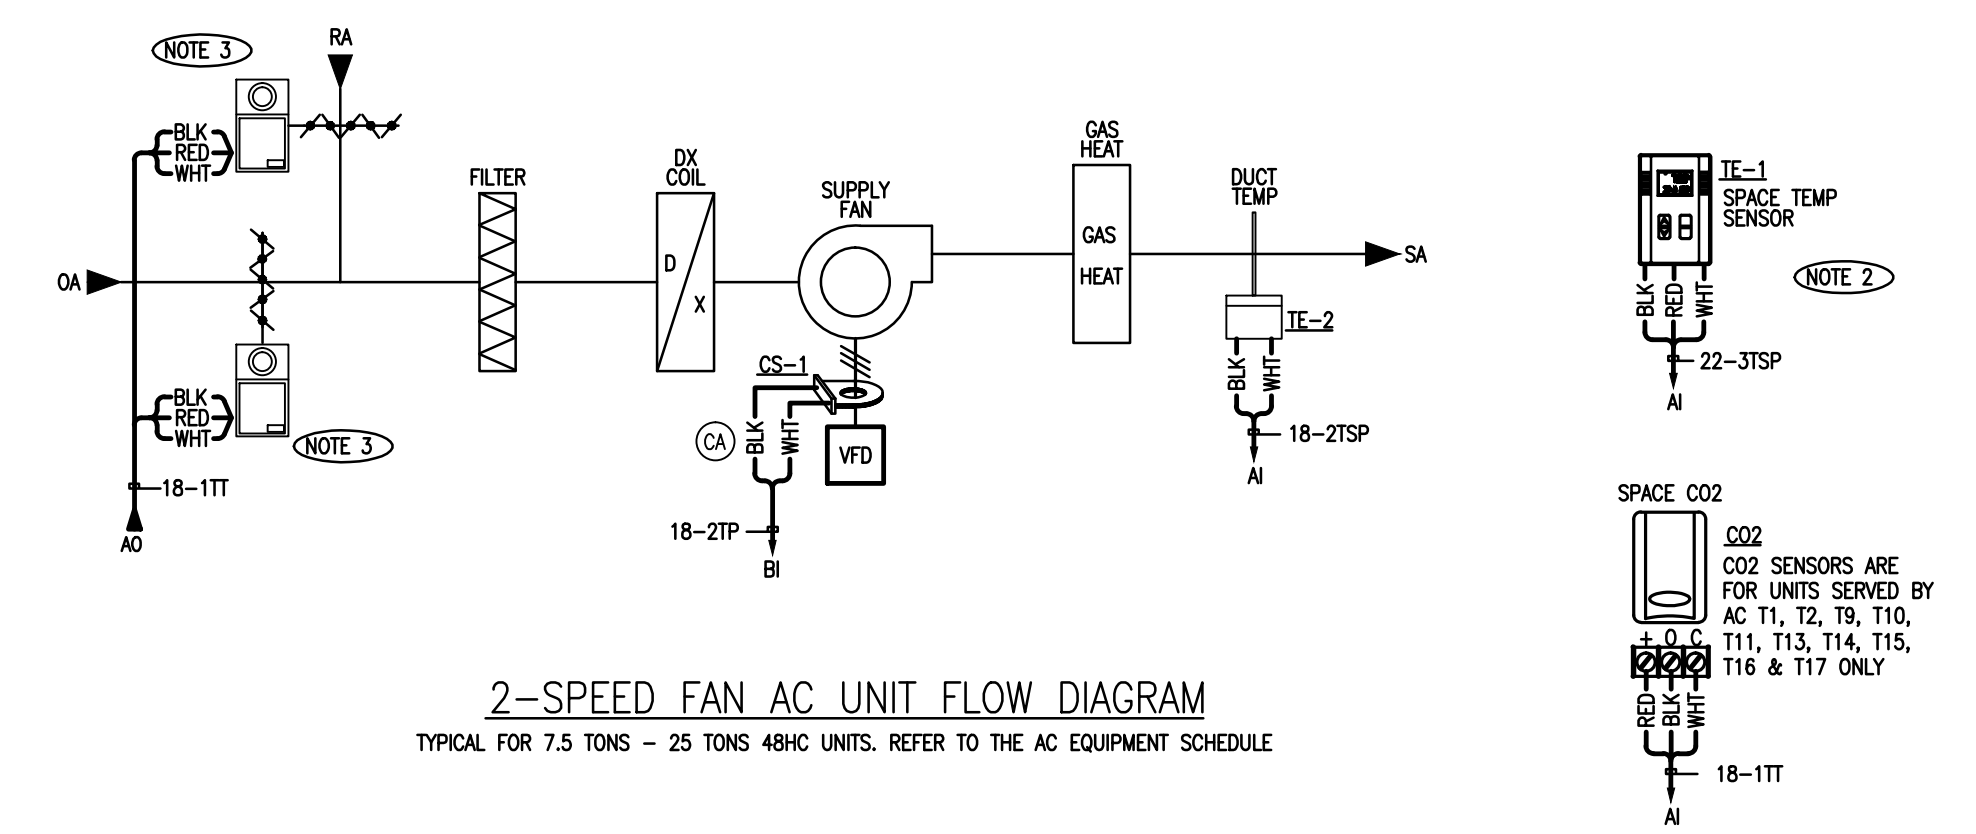 NOTE 3
RA
BLK
RED
WHT
OA
BLK
RED
WHT
NOTE 3
18-1TT
AO
FILTER
DX
COIL
D
X
SUPPLY
FAN
CS-1
CA
BLK
WHT
VFD
18-2TP
BI
GAS
HEAT
GAS
HEAT
DUCT
TEMP
SA
TE-2
BLK
WHT
18-2TSP
AI
TE-1
SPACE TEMP
SENSOR
NOTE 2
BLK
RED
WHT
22-3TSP
AI
SPACE CO2
CO2
CO2 SENSORS ARE
FOR UNITS SERVED BY
AC T1, T2, T9, T10,
T11, T13, T14, T15,
T16 & T17 ONLY
+ O C
RED
BLK
WHT
18-1TT
AI
2-SPEED FAN AC UNIT FLOW DIAGRAM
TYPICAL FOR 7.5 TONS - 25 TONS 48HC UNITS. REFER TO THE AC EQUIPMENT SCHEDULE